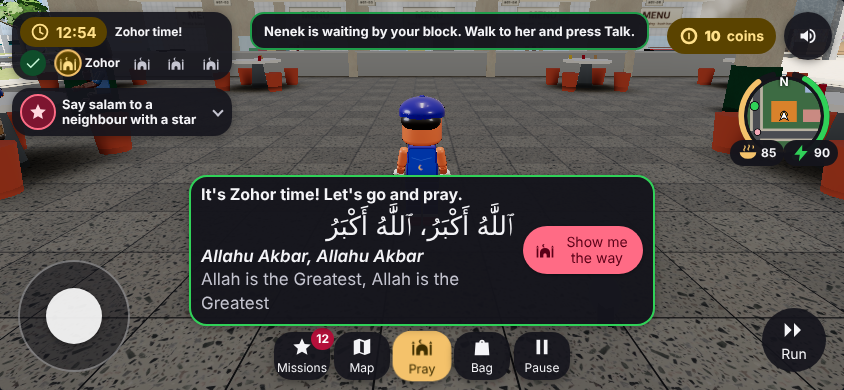 12:54
Zohor time!
Nenek is waiting by your block. Walk to her and press Talk.
10 coins
MENU
Zohor
N
Say salam to a
neighbour with a star
85
90
It's Zohor time! Let's go and pray.
ٱللَّٰهُ أَكْبَرُ، ٱللَّٰهُ أَكْبَرُ
Allahu Akbar, Allahu Akbar
Allah is the Greatest, Allah is the
Greatest
Show me
the way
12
Missions
Map
Pray
Bag
Pause
Run